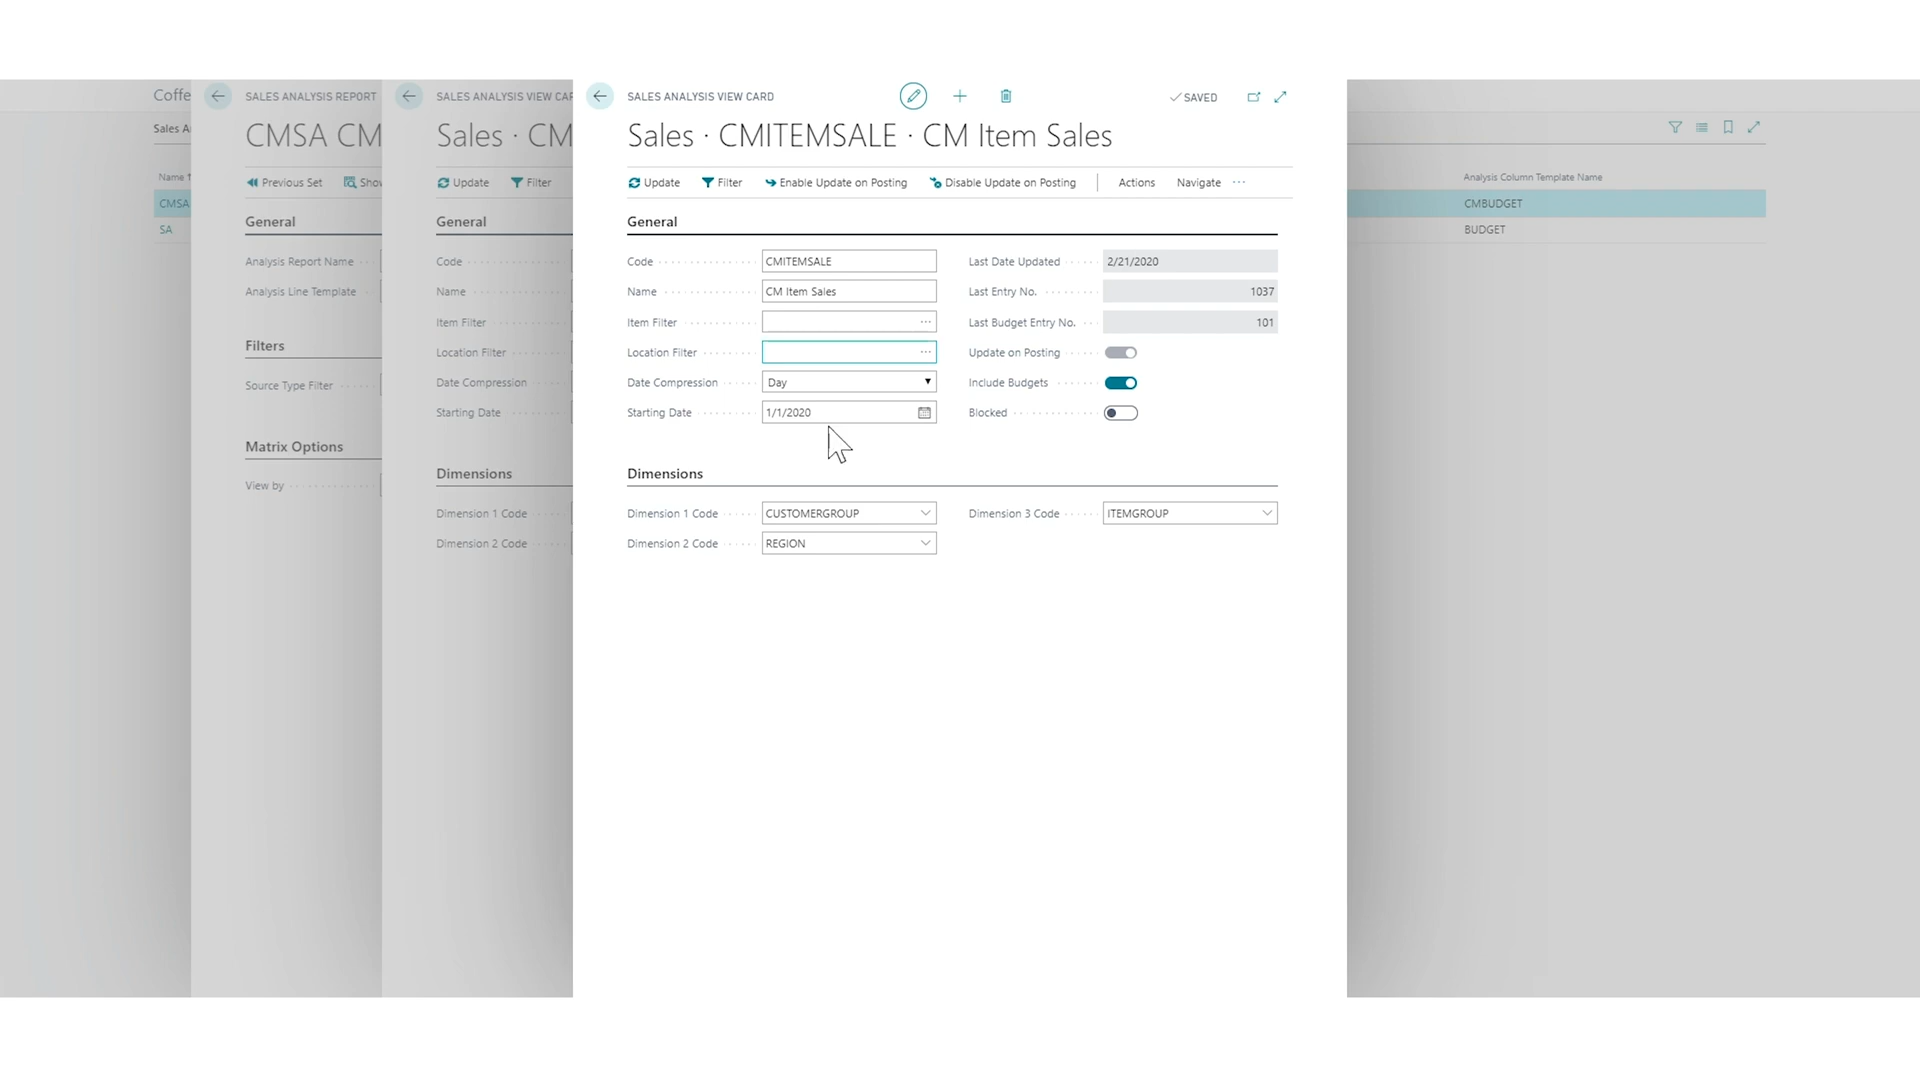 Coffe
Sales A
Name
CMSA
SA
SALES ANALYSIS REPORT
CMSA CM
Previous Set
Show
General
Analysis Report Name
Analysis Line Template
Filters
Source Type Filter
Matrix Options
View by
SALES ANALYSIS VIEW CAR
Sales · CM
Update
Filter
General
Code
Name
Item Filter
Location Filter
Date Compression
Starting Date
Dimensions
Dimension 1 Code
Dimension 2 Code
SALES ANALYSIS VIEW CARD
SAVED
Sales · CMITEMSALE · CM Item Sales
Update Filter Enable Update on Posting Disable Update on Posting Actions Navigate ···
General
Code CMITEMSALE
Name CM Item Sales
Item Filter ···
Location Filter ···
Date Compression Day
Starting Date 1/1/2020
Last Date Updated 2/21/2020
Last Entry No. 1037
Last Budget Entry No. 101
Update on Posting
Include Budgets
Blocked
Dimensions
Dimension 1 Code CUSTOMERGROUP
Dimension 2 Code REGION
Dimension 3 Code ITEMGROUP
Analysis Column Template Name
CMBUDGET
BUDGET